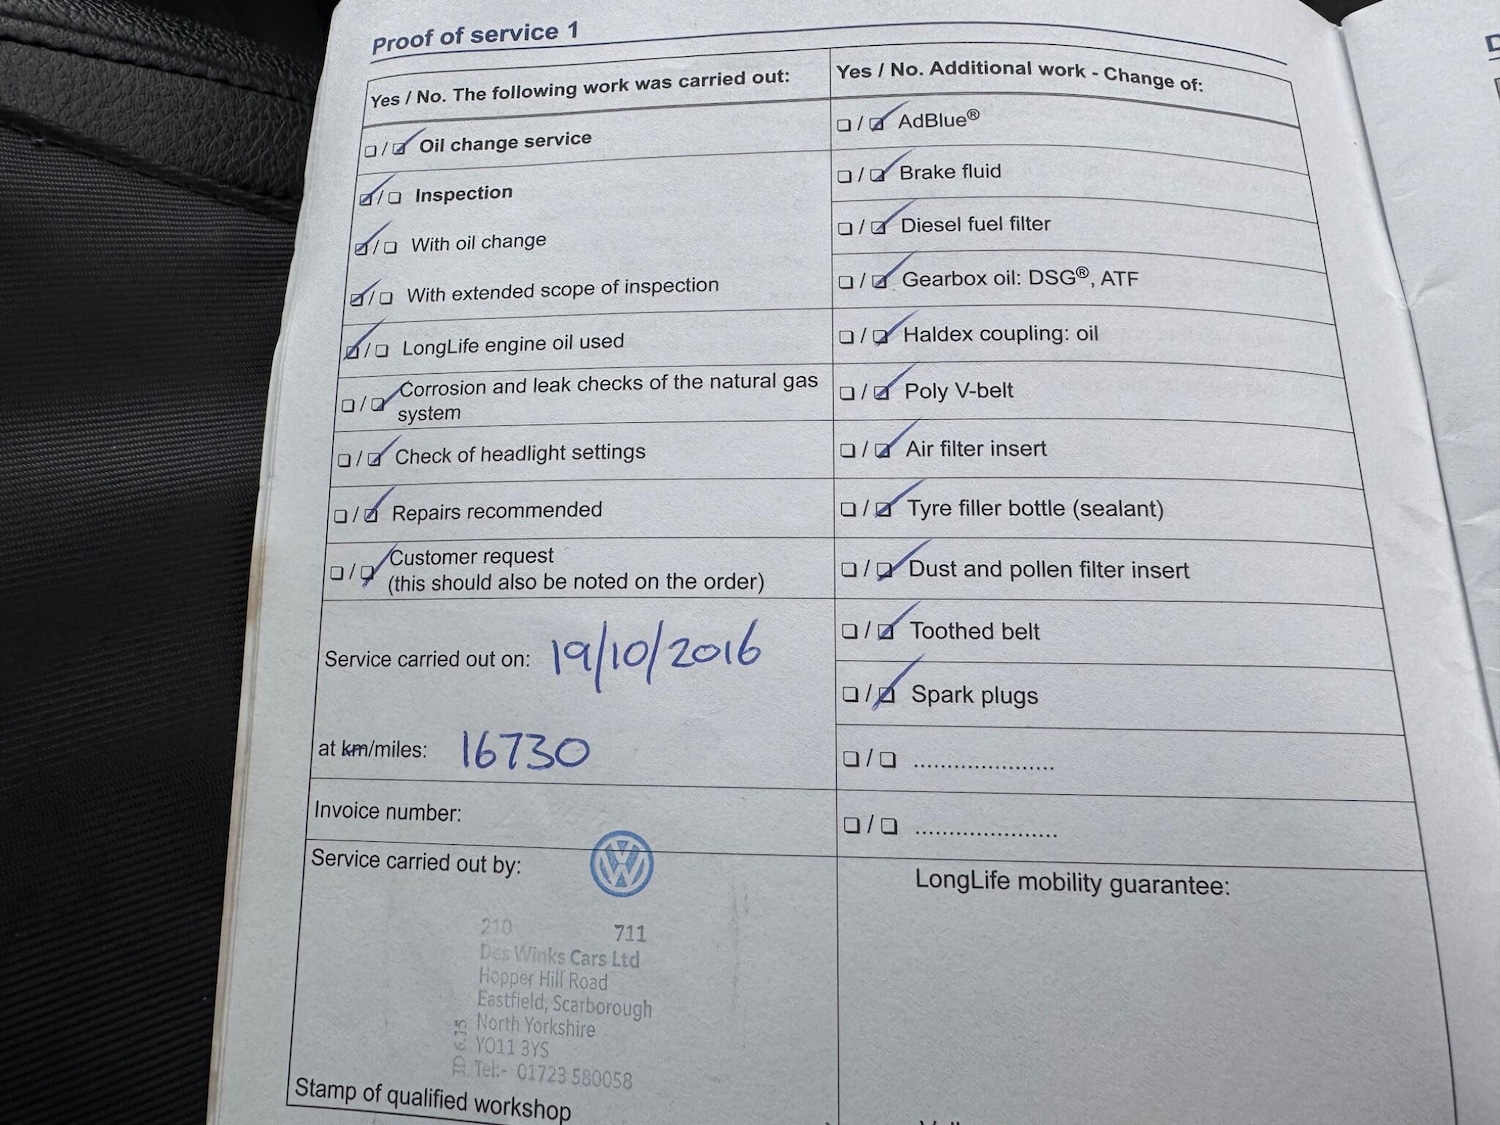 Proof of service 1
Yes / No. The following work was carried out:
Oil change service
Inspection
With oil change
With extended scope of inspection
LongLife engine oil used
Corrosion and leak checks of the natural gas
system
Check of headlight settings
Repairs recommended
Customer request
(this should also be noted on the order)
Service carried out on: 19/10/2016
at km/miles: 16730
Invoice number:
Service carried out by:
210 711
Des Winks Cars Ltd
Hopper Hill Road
Eastfield, Scarborough
North Yorkshire
YO11 3YS
Tel:- 01723 580058
Stamp of qualified workshop
Yes / No. Additional work - Change of:
AdBlue®
Brake fluid
Diesel fuel filter
Gearbox oil: DSG®, ATF
Haldex coupling: oil
Poly V-belt
Air filter insert
Tyre filler bottle (sealant)
Dust and pollen filter insert
Toothed belt
Spark plugs
LongLife mobility guarantee: